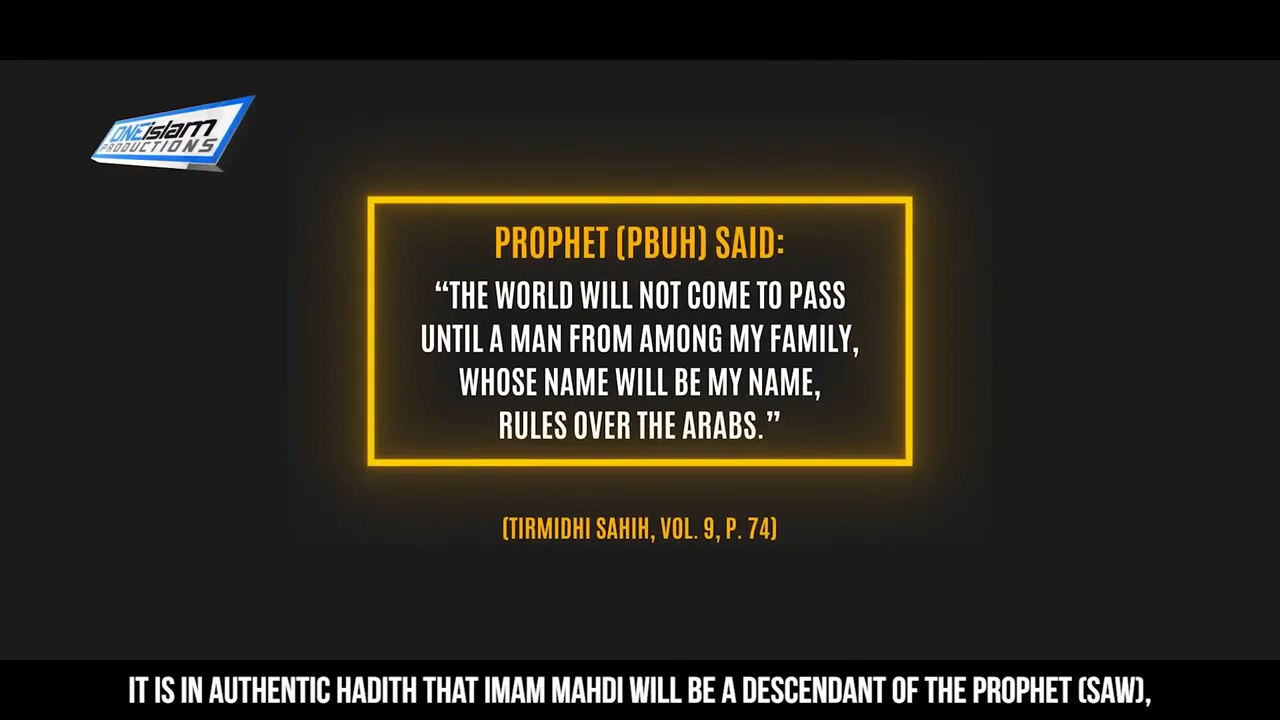 ONEislam
PRODUCTIONS
PROPHET (PBUH) SAID:
“THE WORLD WILL NOT COME TO PASS
UNTIL A MAN FROM AMONG MY FAMILY,
WHOSE NAME WILL BE MY NAME,
RULES OVER THE ARABS.”
(TIRMIDHI SAHIH, VOL. 9, P. 74)
IT IS IN AUTHENTIC HADITH THAT IMAM MAHDI WILL BE A DESCENDANT OF THE PROPHET (SAW),